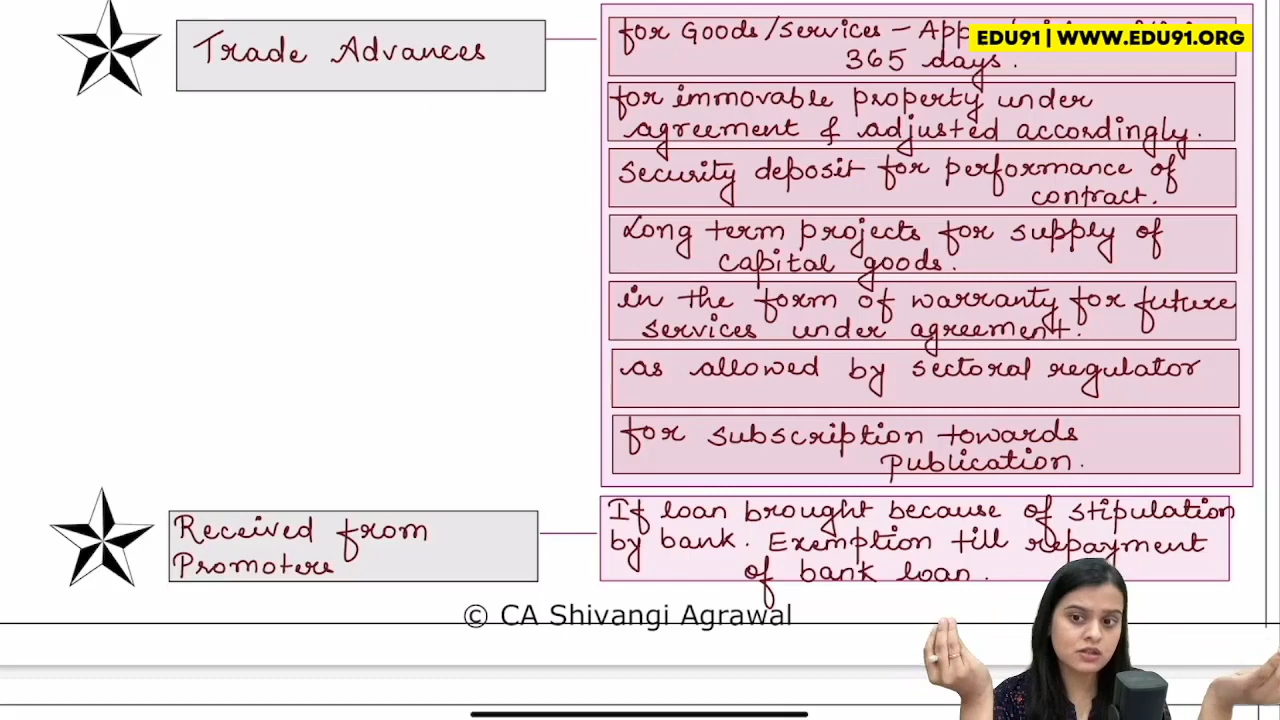 Trade Advances
for Goods/Services –
365 days.
EDU91 | WWW.EDU91.ORG
for immovable property under
agreement & adjusted accordingly.
Security deposit for performance of
contract.
Long term projects for supply of
capital goods.
in the form of warranty for future
services under agreement.
as allowed by sectoral regulator
for subscription towards
publication.
Received from
Promoters
If loan brought because of stipulation
by bank. Exemption till repayment
of bank loan.
© CA Shivangi Agrawal